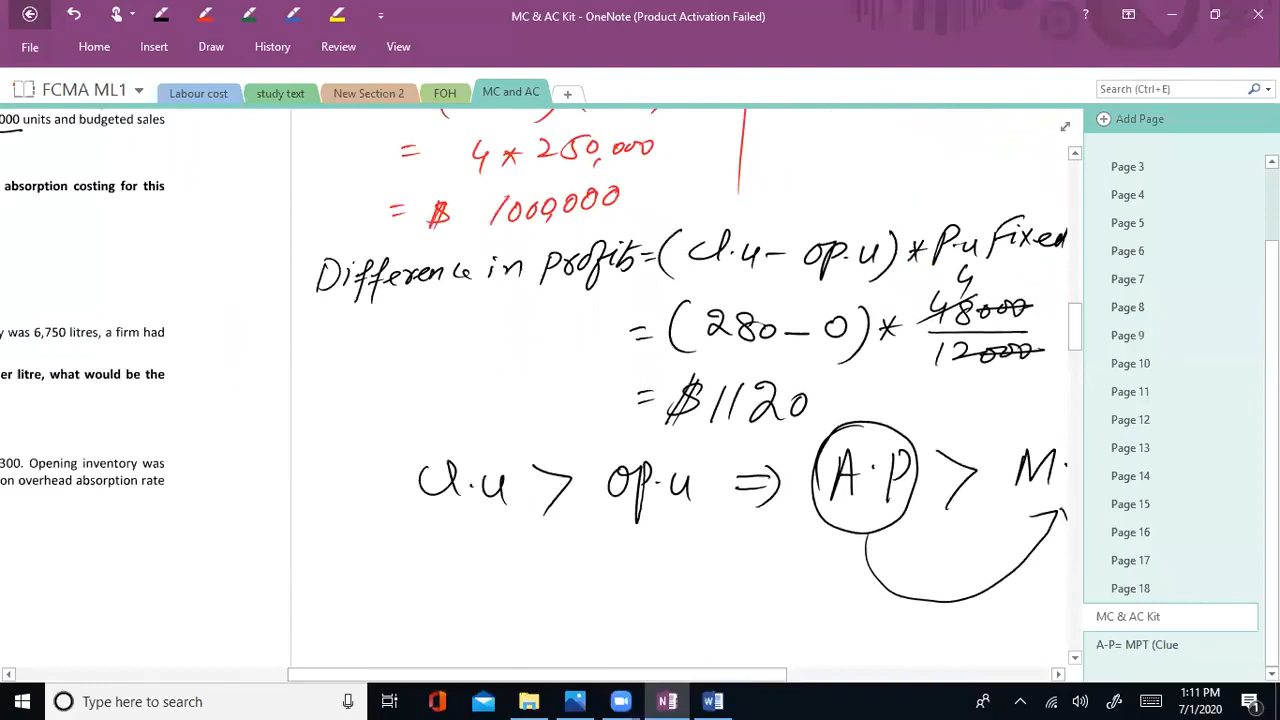 MC & AC Kit - OneNote (Product Activation Failed)
File Home Insert Draw History Review View
FCMA ML1
Labour cost study text New Section 2 FOH MC and AC
Search (Ctrl+E)
000 units and budgeted sales
absorption costing for this
y was 6,750 litres, a firm had
er litre, what would be the
300. Opening inventory was
on overhead absorption rate
= 4 * 250,000
= $ 1000,000
Difference in profits = (cl.u - op.u) * P.u fixed
4
= (280 - 0) * 48000
12000
= $1120
cl.u > op.u ⇒ A.P > M.
Add Page
Page 3
Page 4
Page 5
Page 6
Page 7
Page 8
Page 9
Page 10
Page 11
Page 12
Page 13
Page 14
Page 15
Page 16
Page 17
Page 18
MC & AC Kit
A-P= MPT (Clue
Type here to search
1:11 PM
7/1/2020
1